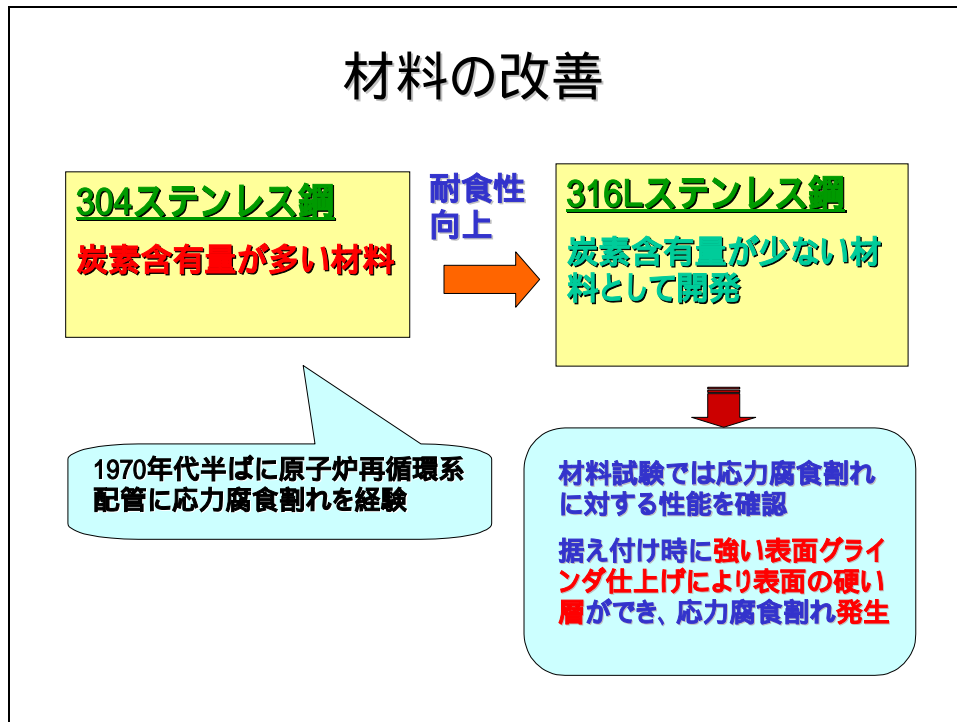 材料の改善
304ステンレス鋼
炭素含有量が多い材料
耐食性
向上
316Lステンレス鋼
炭素含有量が少ない材
料として開発
1970年代半ばに原子炉再循環系
配管に応力腐食割れを経験
材料試験では応力腐食割れ
に対する性能を確認
据え付け時に強い表面グライ
ンダ仕上げにより表面の硬い
層ができ、応力腐食割れ発生